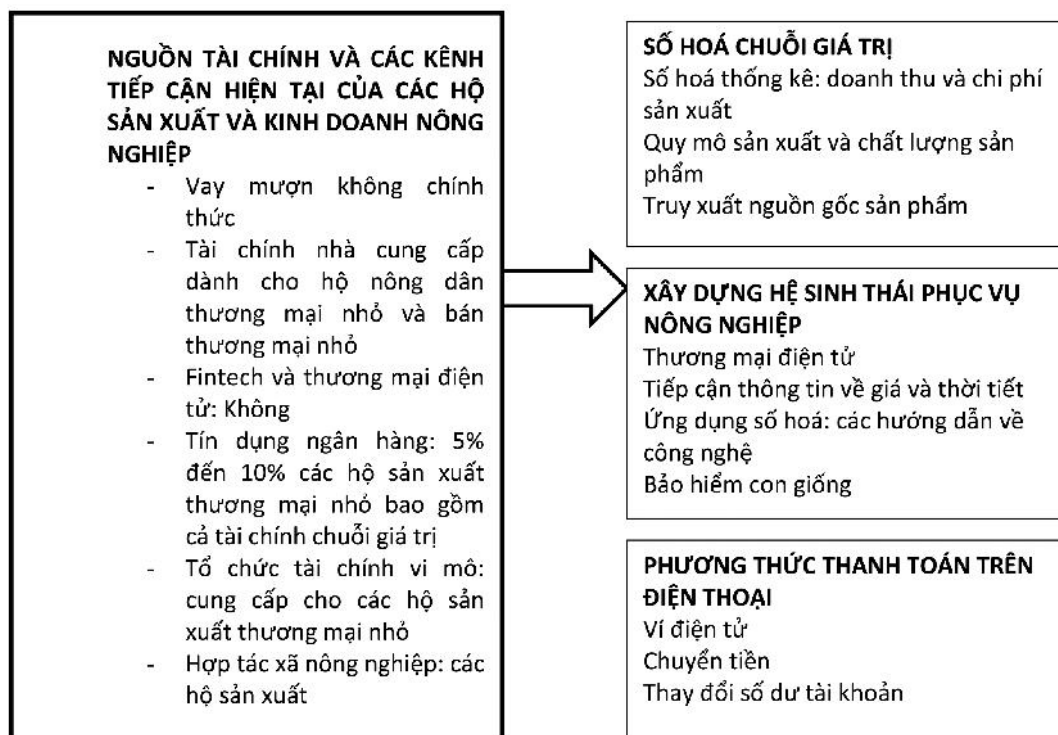 NGUỒN TÀI CHÍNH VÀ CÁC KÊNH
TIẾP CẬN HIỆN TẠI CỦA CÁC HỘ
SẢN XUẤT VÀ KINH DOANH NÔNG
NGHIỆP
- Vay mượn không chính
thức
- Tài chính nhà cung cấp
dành cho hộ nông dân
thương mại nhỏ và bán
thương mại nhỏ
- Fintech và thương mại điện
tử: Không
- Tín dụng ngân hàng: 5%
đến 10% các hộ sản xuất
thương mại nhỏ bao gồm
cả tài chính chuỗi giá trị
- Tổ chức tài chính vi mô:
cung cấp cho các hộ sản
xuất thương mại nhỏ
- Hợp tác xã nông nghiệp: các
hộ sản xuất
SỐ HOÁ CHUỖI GIÁ TRỊ
Số hoá thống kê: doanh thu và chi phí
sản xuất
Quy mô sản xuất và chất lượng sản
phẩm
Truy xuất nguồn gốc sản phẩm
XÂY DỰNG HỆ SINH THÁI PHỤC VỤ
NÔNG NGHIỆP
Thương mại điện tử
Tiếp cận thông tin về giá và thời tiết
Ứng dụng số hoá: các hướng dẫn về
công nghệ
Bảo hiểm con giống
PHƯƠNG THỨC THANH TOÁN TRÊN
ĐIỆN THOẠI
Ví điện tử
Chuyển tiền
Thay đổi số dư tài khoản